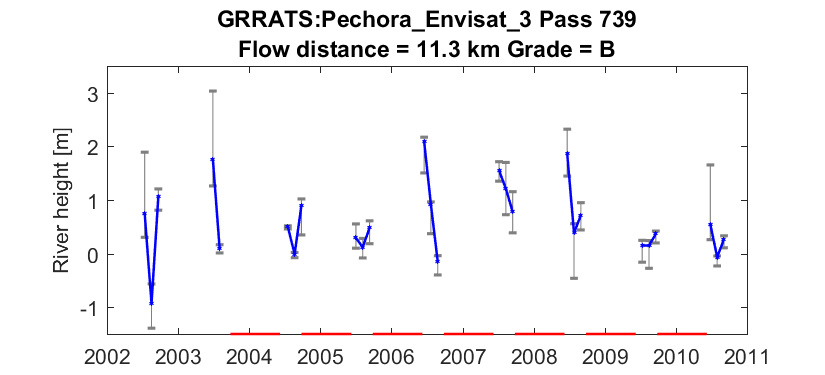 GRRATS:Pechora_Envisat_3 Pass 739
Flow distance = 11.3 km Grade = B
River height [m]
3
2
1
0
-1
2002 2003 2004 2005 2006 2007 2008 2009 2010 2011